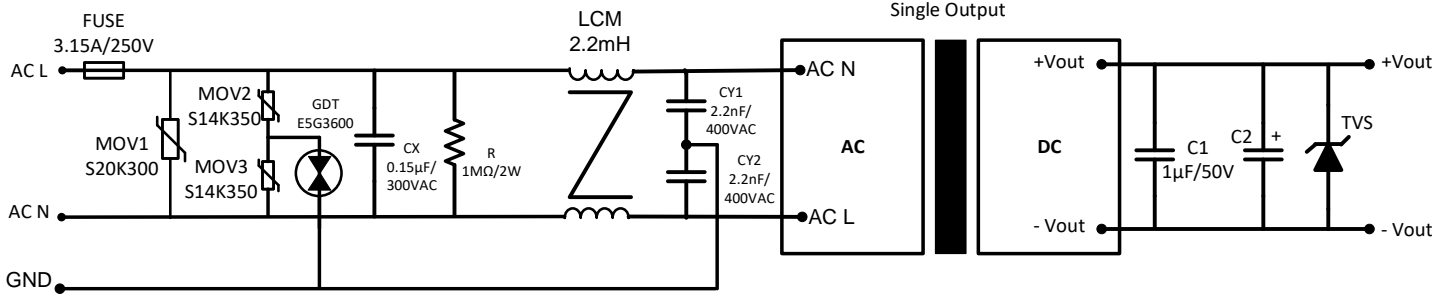 Single Output
FUSE
3.15A/250V
LCM
2.2mH
AC L
MOV1
S20K300
MOV2
S14K350
MOV3
S14K350
GDT
E5G3600
CX
0.15µF/
300VAC
R
1MΩ/2W
CY1
2.2nF/
400VAC
CY2
2.2nF/
400VAC
AC N
AC N
AC L
GND
AC
DC
+Vout
- Vout
C1
1µF/50V
C2
+
TVS
+Vout
- Vout